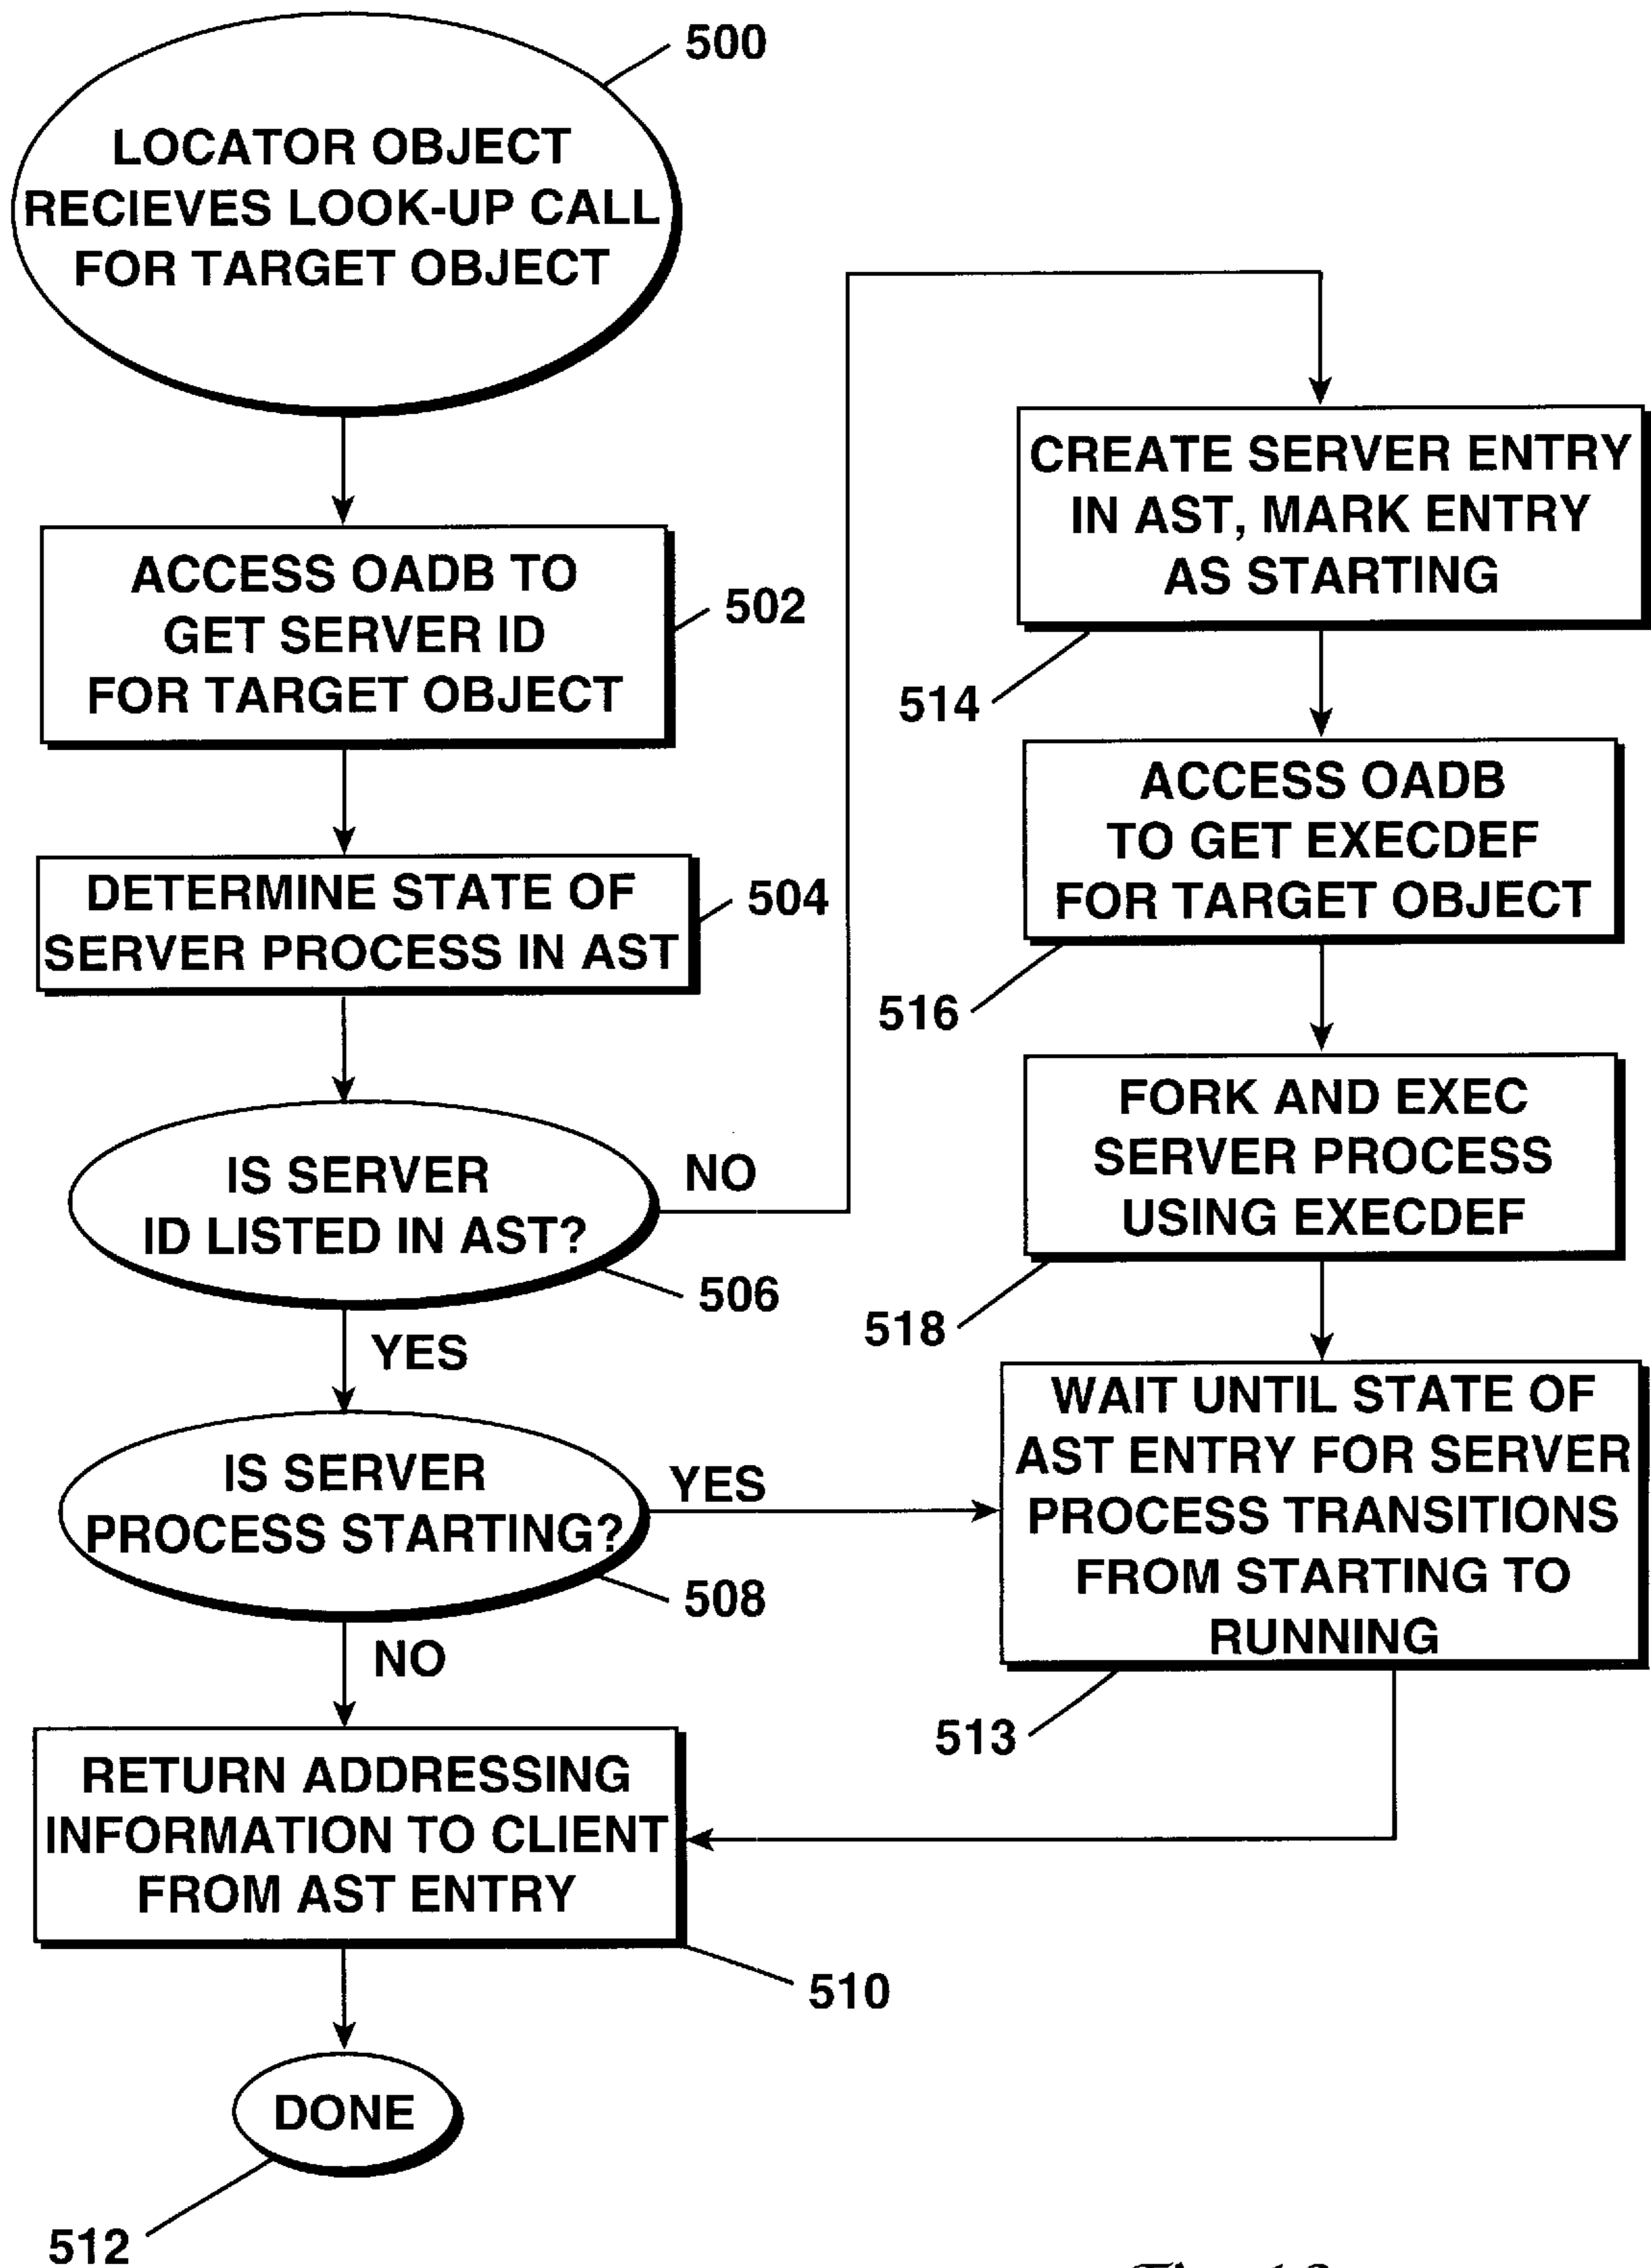 500
LOCATOR OBJECT
RECIEVES LOOK-UP CALL
FOR TARGET OBJECT
ACCESS OADB TO
GET SERVER ID
FOR TARGET OBJECT
502
DETERMINE STATE OF
SERVER PROCESS IN AST
504
IS SERVER
ID LISTED IN AST?
NO
506
YES
IS SERVER
PROCESS STARTING?
YES
508
NO
RETURN ADDRESSING
INFORMATION TO CLIENT
FROM AST ENTRY
510
DONE
512
CREATE SERVER ENTRY
IN AST, MARK ENTRY
AS STARTING
514
ACCESS OADB
TO GET EXECDEF
FOR TARGET OBJECT
516
FORK AND EXEC
SERVER PROCESS
USING EXECDEF
518
WAIT UNTIL STATE OF
AST ENTRY FOR SERVER
PROCESS TRANSITIONS
FROM STARTING TO
RUNNING
513